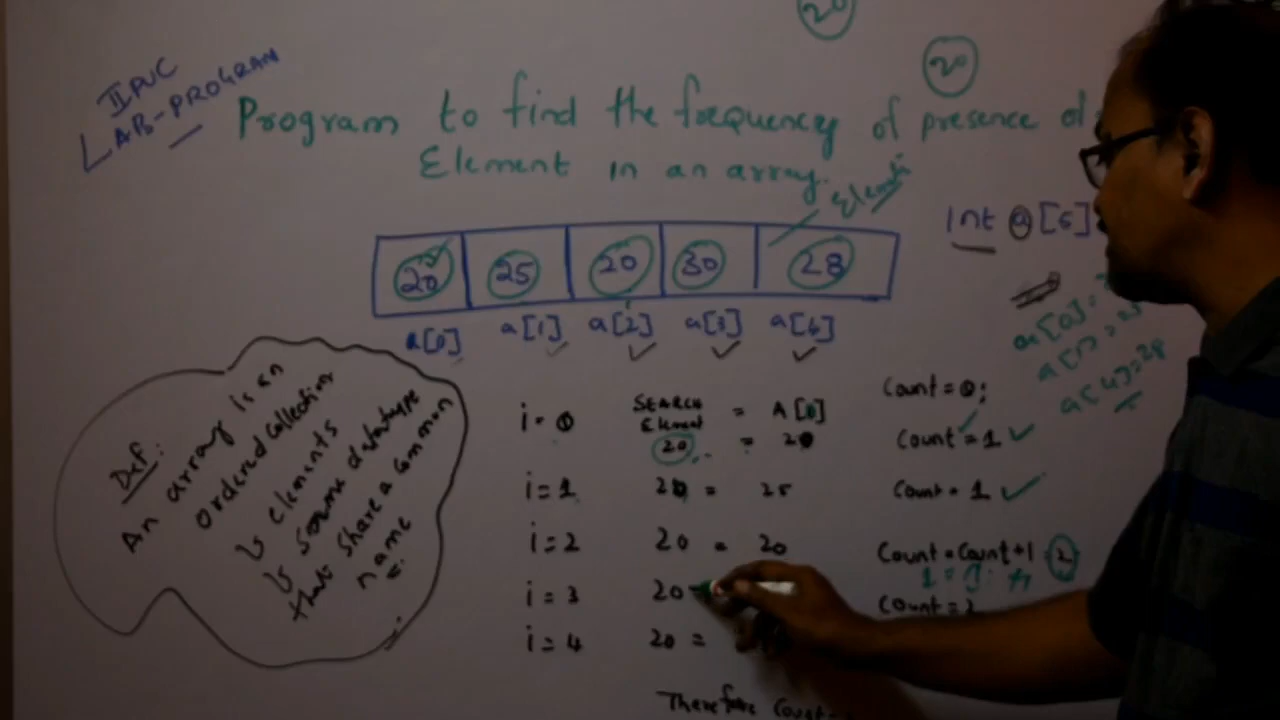 20
20
II PUC
LAB-PROGRAM
Program to find the frequency of presence of
Element in an array.
Element
int a[5]
20 25 20 30 28
a[0] a[1] a[2] a[3] a[4]
a[0] =
a[1] =
a[4] = 28
Def:
An array is an
ordered collection
elements
same datatype
that share a common
name
i = 0 SEARCH Element = A[0] Count = 0;
20 = 20 Count = 1
i = 1 20 = 25 Count = 1
i = 2 20 = 20 Count = Count + 1 2
i = 3 20 Count = 2
i = 4 20 =
Therefore Count =